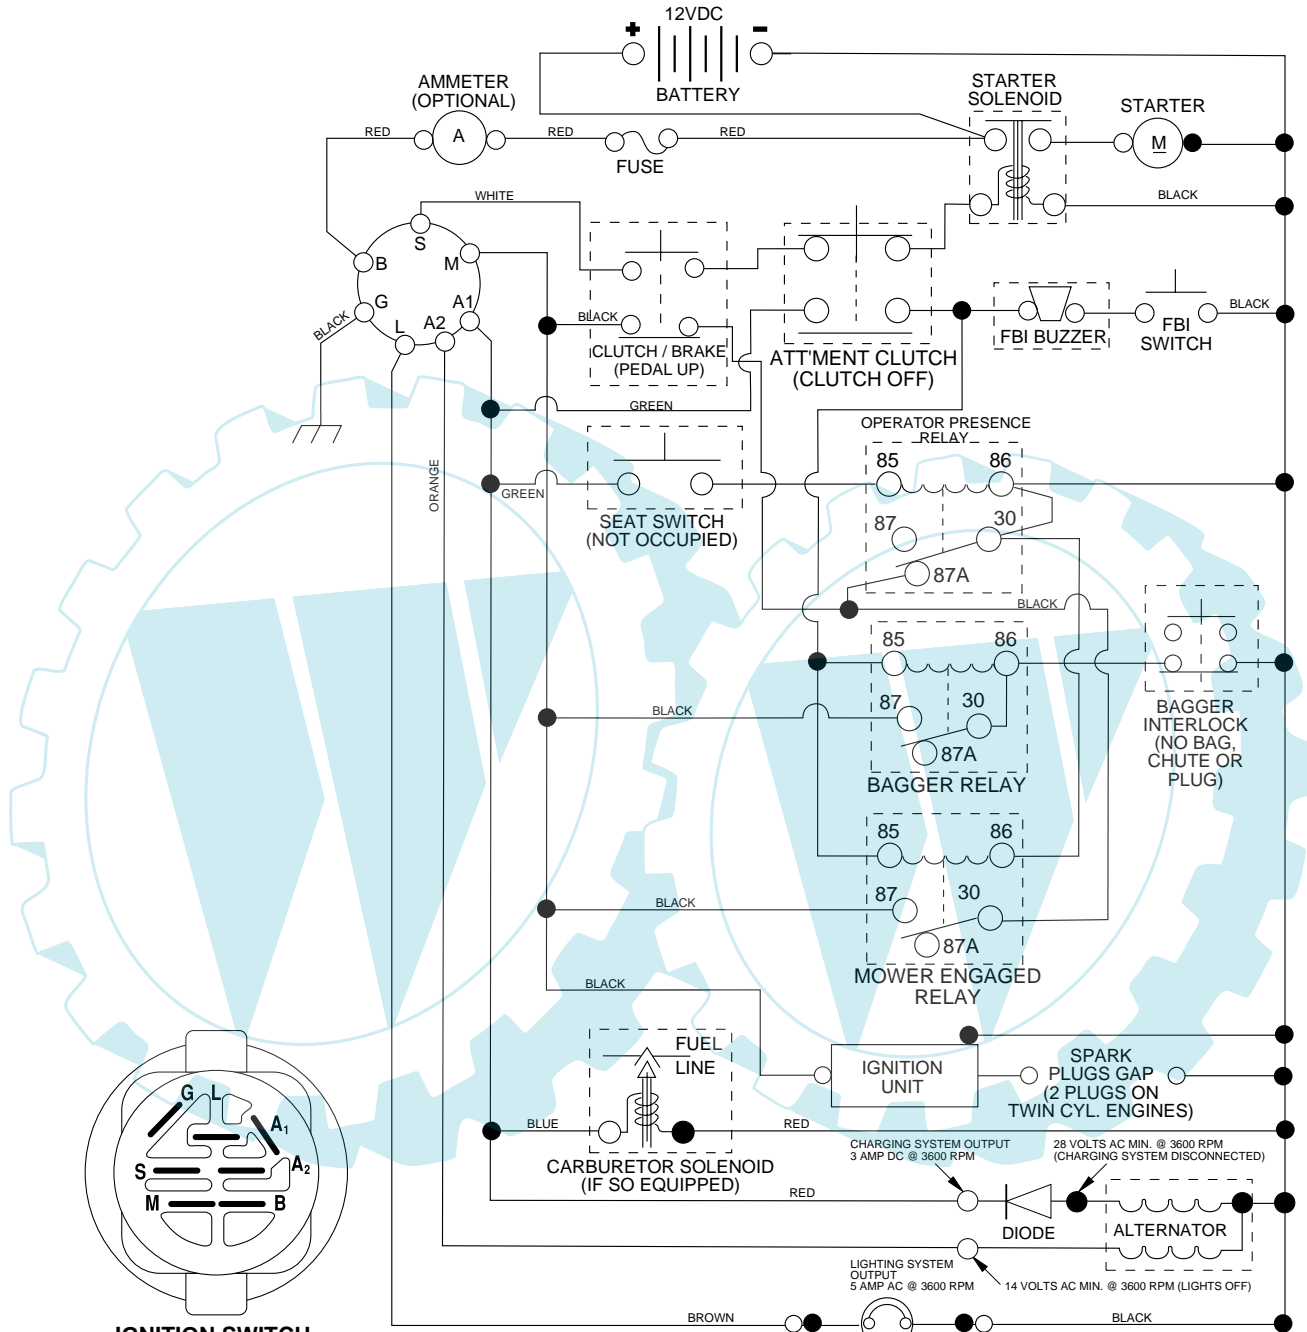 12VDC
+
−
BATTERY
AMMETER
(OPTIONAL)
STARTER
SOLENOID
STARTER
RED
A
RED
RED
FUSE
M
WHITE
BLACK
S
B
M
G
A1
A2
L
BLACK
BLACK
CLUTCH / BRAKE
(PEDAL UP)
ATT'MENT CLUTCH
(CLUTCH OFF)
FBI BUZZER
FBI
SWITCH
BLACK
GREEN
OPERATOR PRESENCE
RELAY
85
86
ORANGE
GREEN
SEAT SWITCH
(NOT OCCUPIED)
87
30
87A
BLACK
85
86
BLACK
87
30
87A
BAGGER RELAY
BAGGER
INTERLOCK
(NO BAG,
CHUTE OR
PLUG)
85
86
BLACK
87
30
87A
MOWER ENGAGED
RELAY
BLACK
FUEL
LINE
IGNITION
UNIT
SPARK
PLUGS GAP
(2 PLUGS ON
TWIN CYL. ENGINES)
BLUE
RED
CARBURETOR SOLENOID
(IF SO EQUIPPED)
CHARGING SYSTEM OUTPUT
3 AMP DC @ 3600 RPM
28 VOLTS AC MIN. @ 3600 RPM
(CHARGING SYSTEM DISCONNECTED)
RED
DIODE
ALTERNATOR
LIGHTING SYSTEM
OUTPUT
5 AMP AC @ 3600 RPM
14 VOLTS AC MIN. @ 3600 RPM (LIGHTS OFF)
BROWN
BLACK
G
L
A1
A2
S
M
B
IGNITION SWITCH